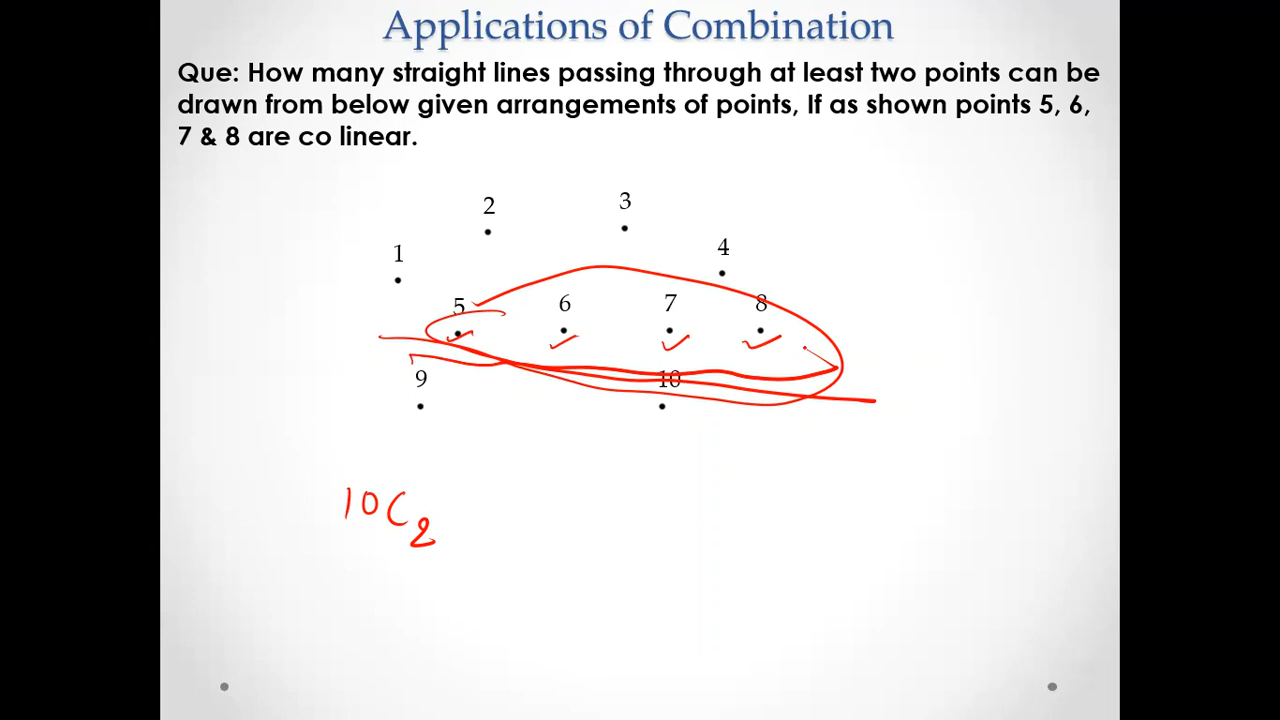 Applications of Combination
Que: How many straight lines passing through at least two points can be
drawn from below given arrangements of points, If as shown points 5, 6,
7 & 8 are co linear.
2 3
1 4
5 6 7 8
9 10
10C2